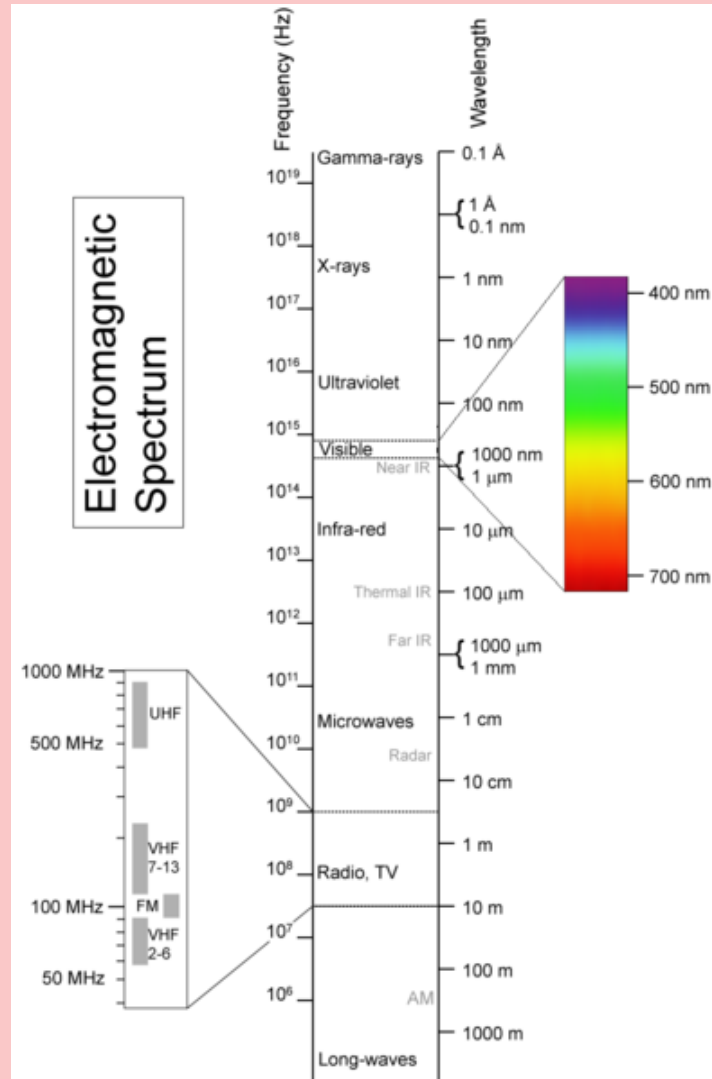 Electromagnetic
Spectrum
Frequency (Hz)
Wavelength
Gamma-rays
0.1 Å
10¹⁹
1 Å
0.1 nm
10¹⁸
X-rays
1 nm
10¹⁷
10 nm
10¹⁶
Ultraviolet
100 nm
10¹⁵
Visible
Near IR
1000 nm
1 μm
10¹⁴
Infra-red
10 μm
10¹³
Thermal IR
100 μm
10¹²
Far IR
1000 μm
1 mm
10¹¹
Microwaves
1 cm
10¹⁰
Radar
10 cm
10⁹
1 m
10⁸
Radio, TV
10 m
10⁷
100 m
10⁶
AM
1000 m
Long-waves
400 nm
500 nm
600 nm
700 nm
1000 MHz
UHF
500 MHz
VHF
7-13
100 MHz
FM
VHF
2-6
50 MHz